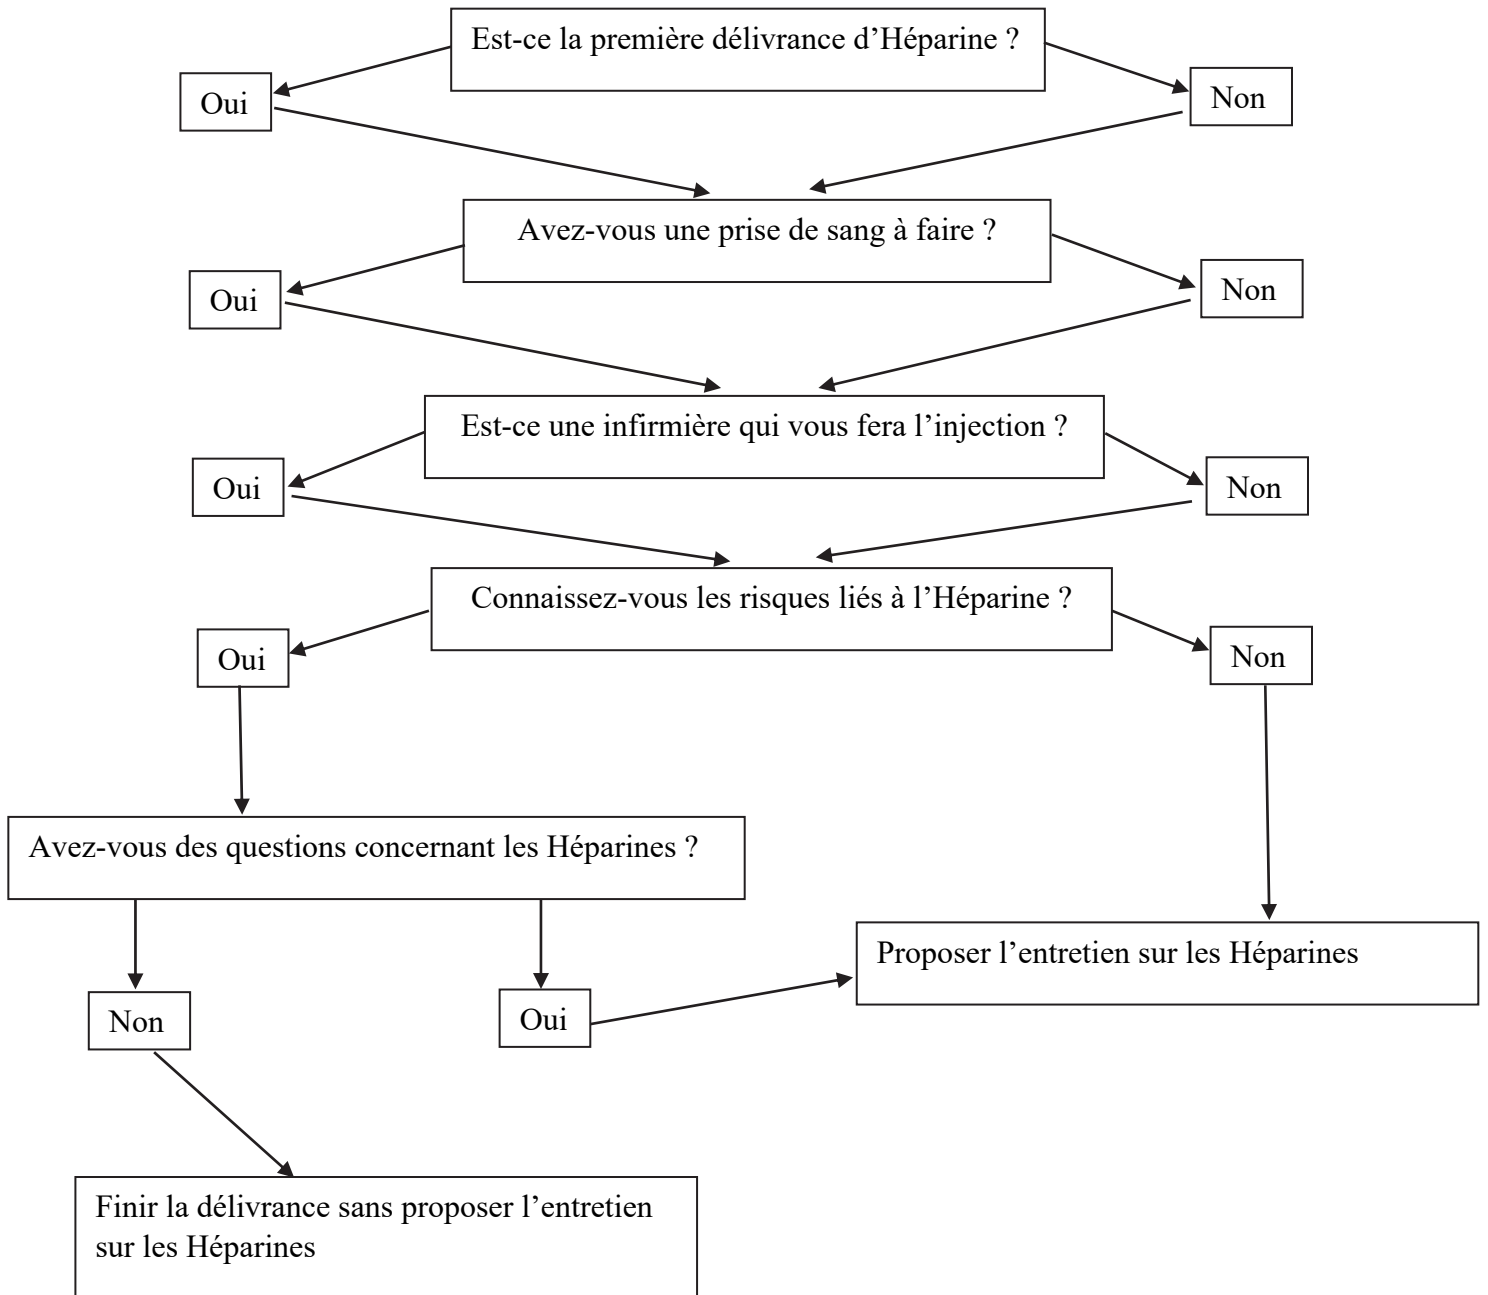 Est-ce la première délivrance d’Héparine ?
Oui
Non
Avez-vous une prise de sang à faire ?
Oui
Non
Est-ce une infirmière qui vous fera l’injection ?
Oui
Non
Connaissez-vous les risques liés à l’Héparine ?
Oui
Non
Avez-vous des questions concernant les Héparines ?
Proposer l’entretien sur les Héparines
Non
Oui
Finir la délivrance sans proposer l’entretien
sur les Héparines